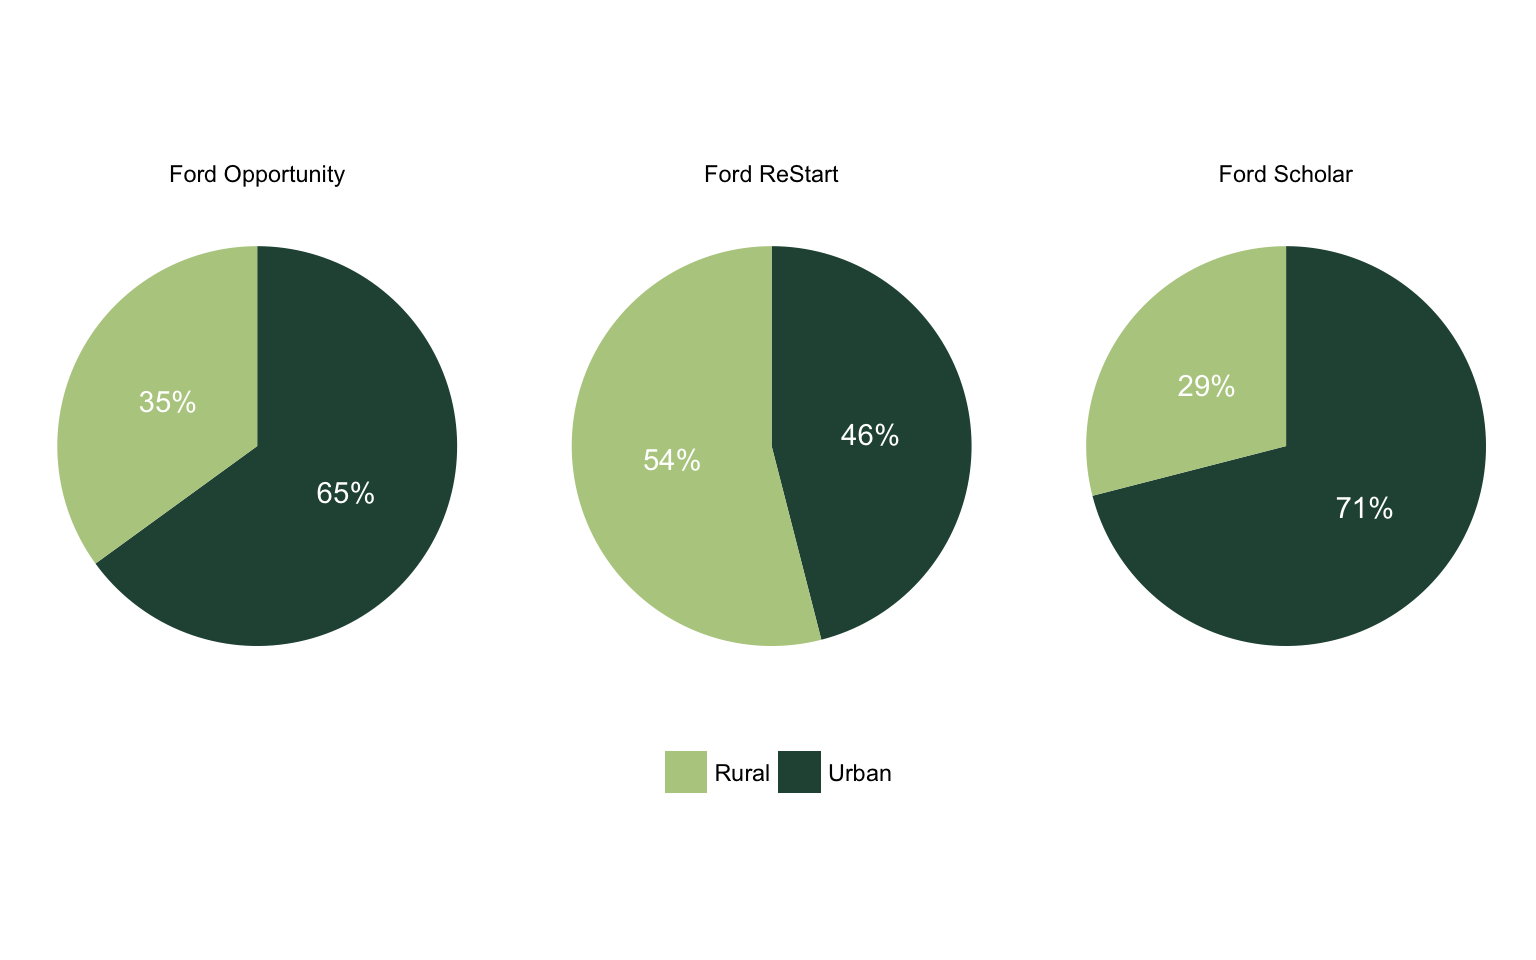 Ford Opportunity
Ford ReStart
Ford Scholar
35%
65%
54%
46%
29%
71%
Rural
Urban